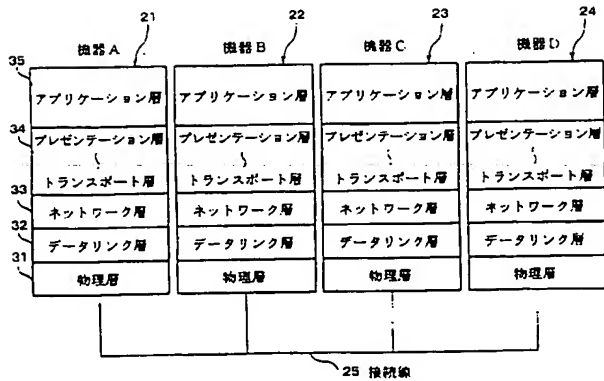 21 22 23 24
機器A 機器B 機器C 機器D
35 アプリケーション層 アプリケーション層 アプリケーション層 アプリケーション層
34 プレゼンテーション層 プレゼンテーション層 プレゼンテーション層 プレゼンテーション層
〜 〜 〜 〜
トランスポート層 トランスポート層 トランスポート層 トランスポート層
33 ネットワーク層 ネットワーク層 ネットワーク層 ネットワーク層
32 データリンク層 データリンク層 データリンク層 データリンク層
31 物理層 物理層 物理層 物理層
25 接続線